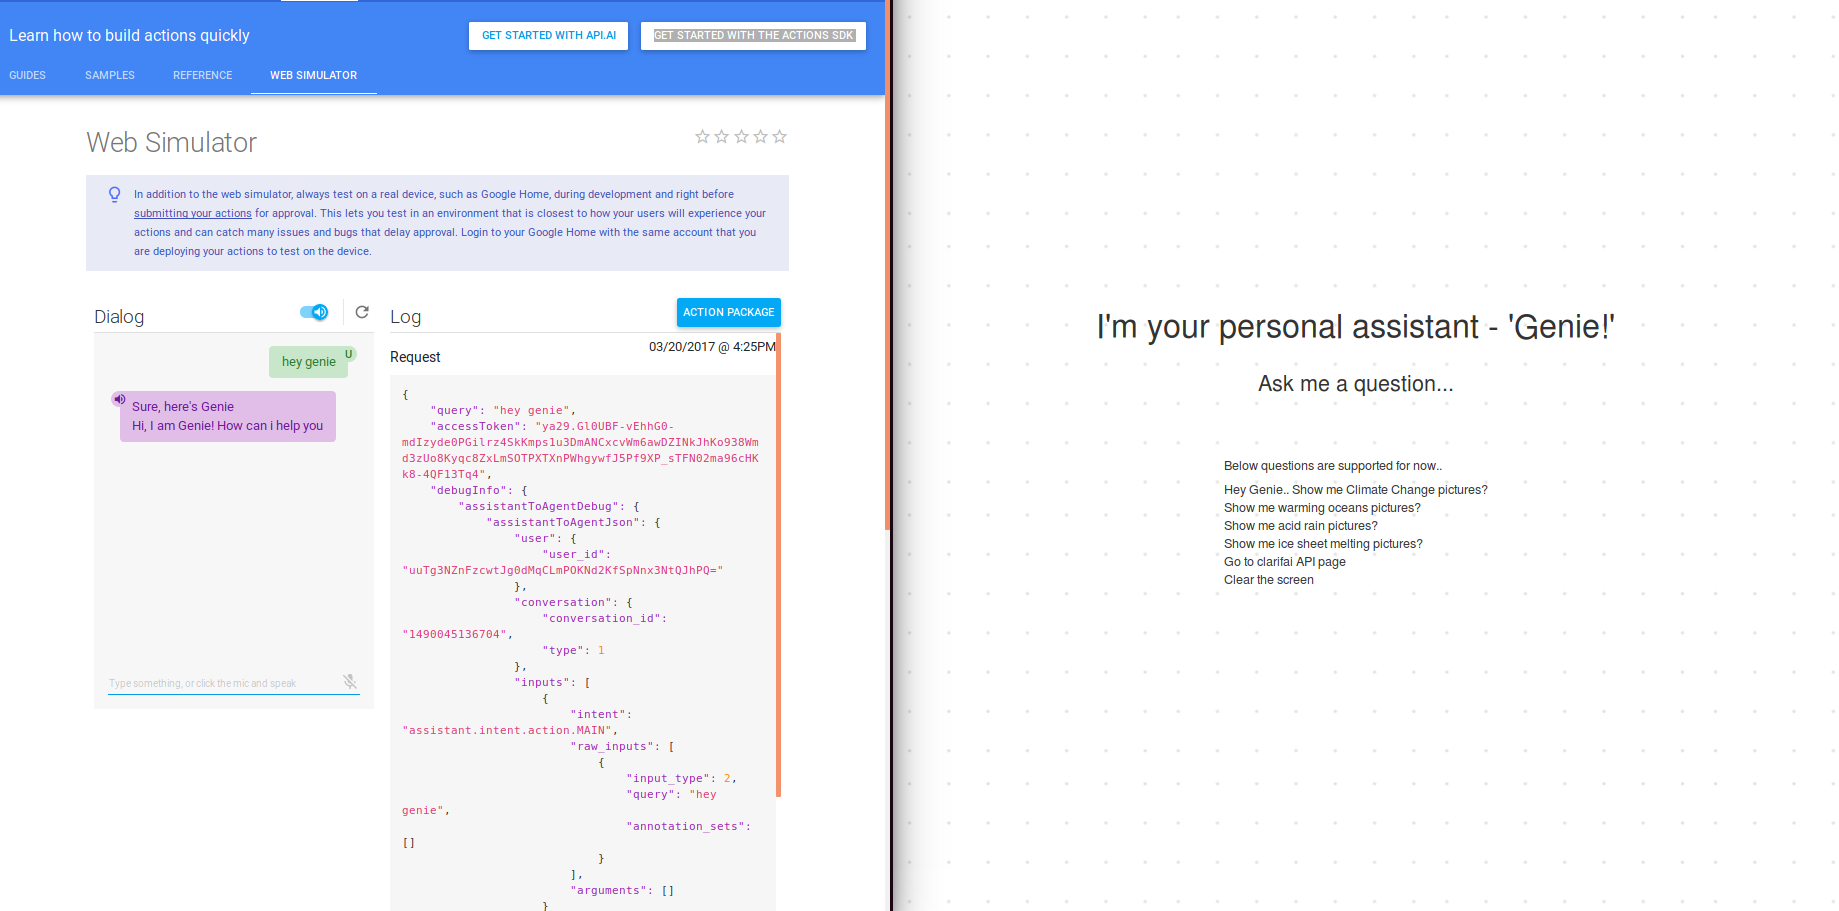 Learn how to build actions quickly
GET STARTED WITH API.AI
GET STARTED WITH THE ACTIONS SDK
GUIDES
SAMPLES
REFERENCE
WEB SIMULATOR
Web Simulator
In addition to the web simulator, always test on a real device, such as Google Home, during development and right before
submitting your actions for approval. This lets you test in an environment that is closest to how your users will experience your
actions and can catch many issues and bugs that delay approval. Login to your Google Home with the same account that you
are deploying your actions to test on the device.
Dialog
hey genie
U
Sure, here's Genie
Hi, I am Genie! How can i help you
Type something, or click the mic and speak
Log
ACTION PACKAGE
03/20/2017 @ 4:25PM
Request
{
"query": "hey genie",
"accessToken": "ya29.Gl0UBF-vEhhG0-
mdIzyde0PGilrz4SkKmps1u3DmANCxcvWm6awDZINkJhKo938Wm
d3zUo8Kyqc8ZxLmSOTPXTXnPWhgywfJ5Pf9XP_sTFN02ma96cHK
k8-4QF13Tq4",
"debugInfo": {
"assistantToAgentDebug": {
"assistantToAgentJson": {
"user": {
"user_id":
"uuTg3NZnFzcwtJg0dMqCLmPOKNd2KfSpNnx3NtQJhPQ="
},
"conversation": {
"conversation_id":
"1490045136704",
"type": 1
},
"inputs": [
{
"intent":
"assistant.intent.action.MAIN",
"raw_inputs": [
{
"input_type": 2,
"query": "hey
genie",
"annotation_sets":
[]
}
],
"arguments": []
}
I'm your personal assistant - 'Genie!'
Ask me a question...
Below questions are supported for now..
Hey Genie.. Show me Climate Change pictures?
Show me warming oceans pictures?
Show me acid rain pictures?
Show me ice sheet melting pictures?
Go to clarifai API page
Clear the screen